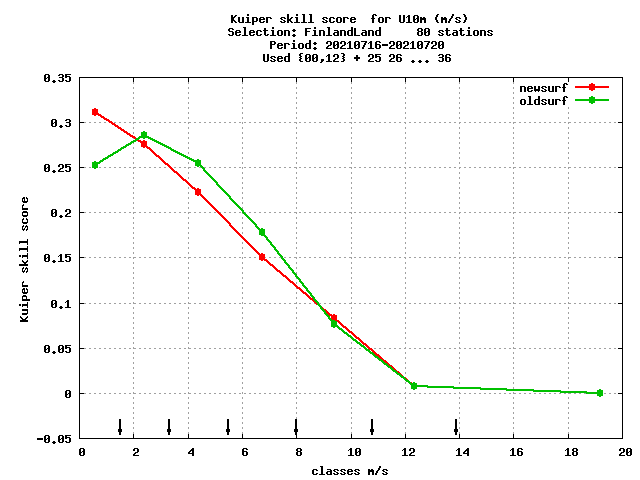 Kuiper skill score  for U10m (m/s)
Selection: FinlandLand     80 stations
Period: 20210716-20210720
Used {00,12} + 25 26 ... 36
newsurf
oldsurf
0.35
0.3
0.25
0.2
0.15
0.1
0.05
0
-0.05
Kuiper skill score
0 2 4 6 8 10 12 14 16 18 20
classes m/s